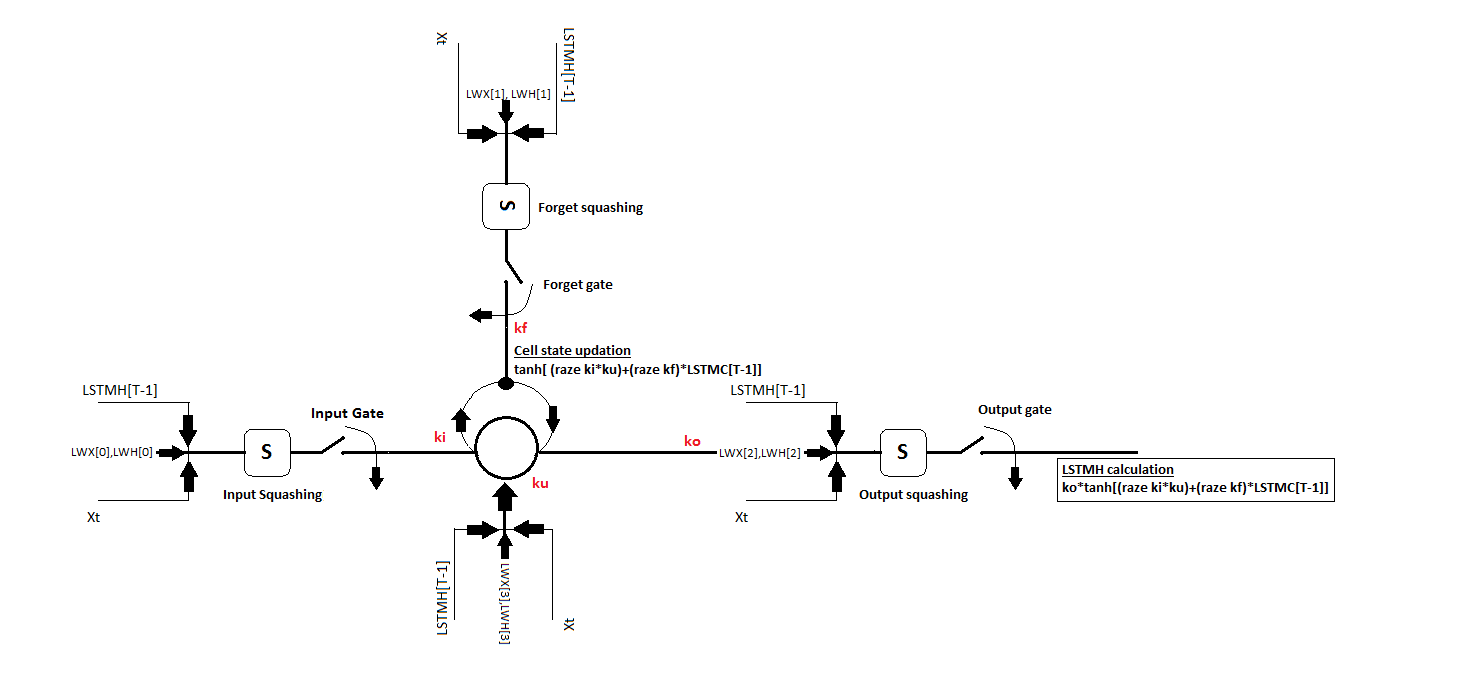 Xt
LSTMH[T-1]
LWX[1], LWH[1]
S
Forget squashing
Forget gate
kf
Cell state updation
tanh[ (raze ki*ku)+(raze kf)*LSTMC[T-1]]
LSTMH[T-1]
Input Gate
ki
LWX[0],LWH[0]
S
Input Squashing
Xt
ku
LSTMH[T-1]
LWX[3],LWH[3]
Xt
ko
LSTMH[T-1]
Output gate
LWX[2],LWH[2]
S
Output squashing
Xt
LSTMH calculation
ko*tanh[(raze ki*ku)+(raze kf)*LSTMC[T-1]]